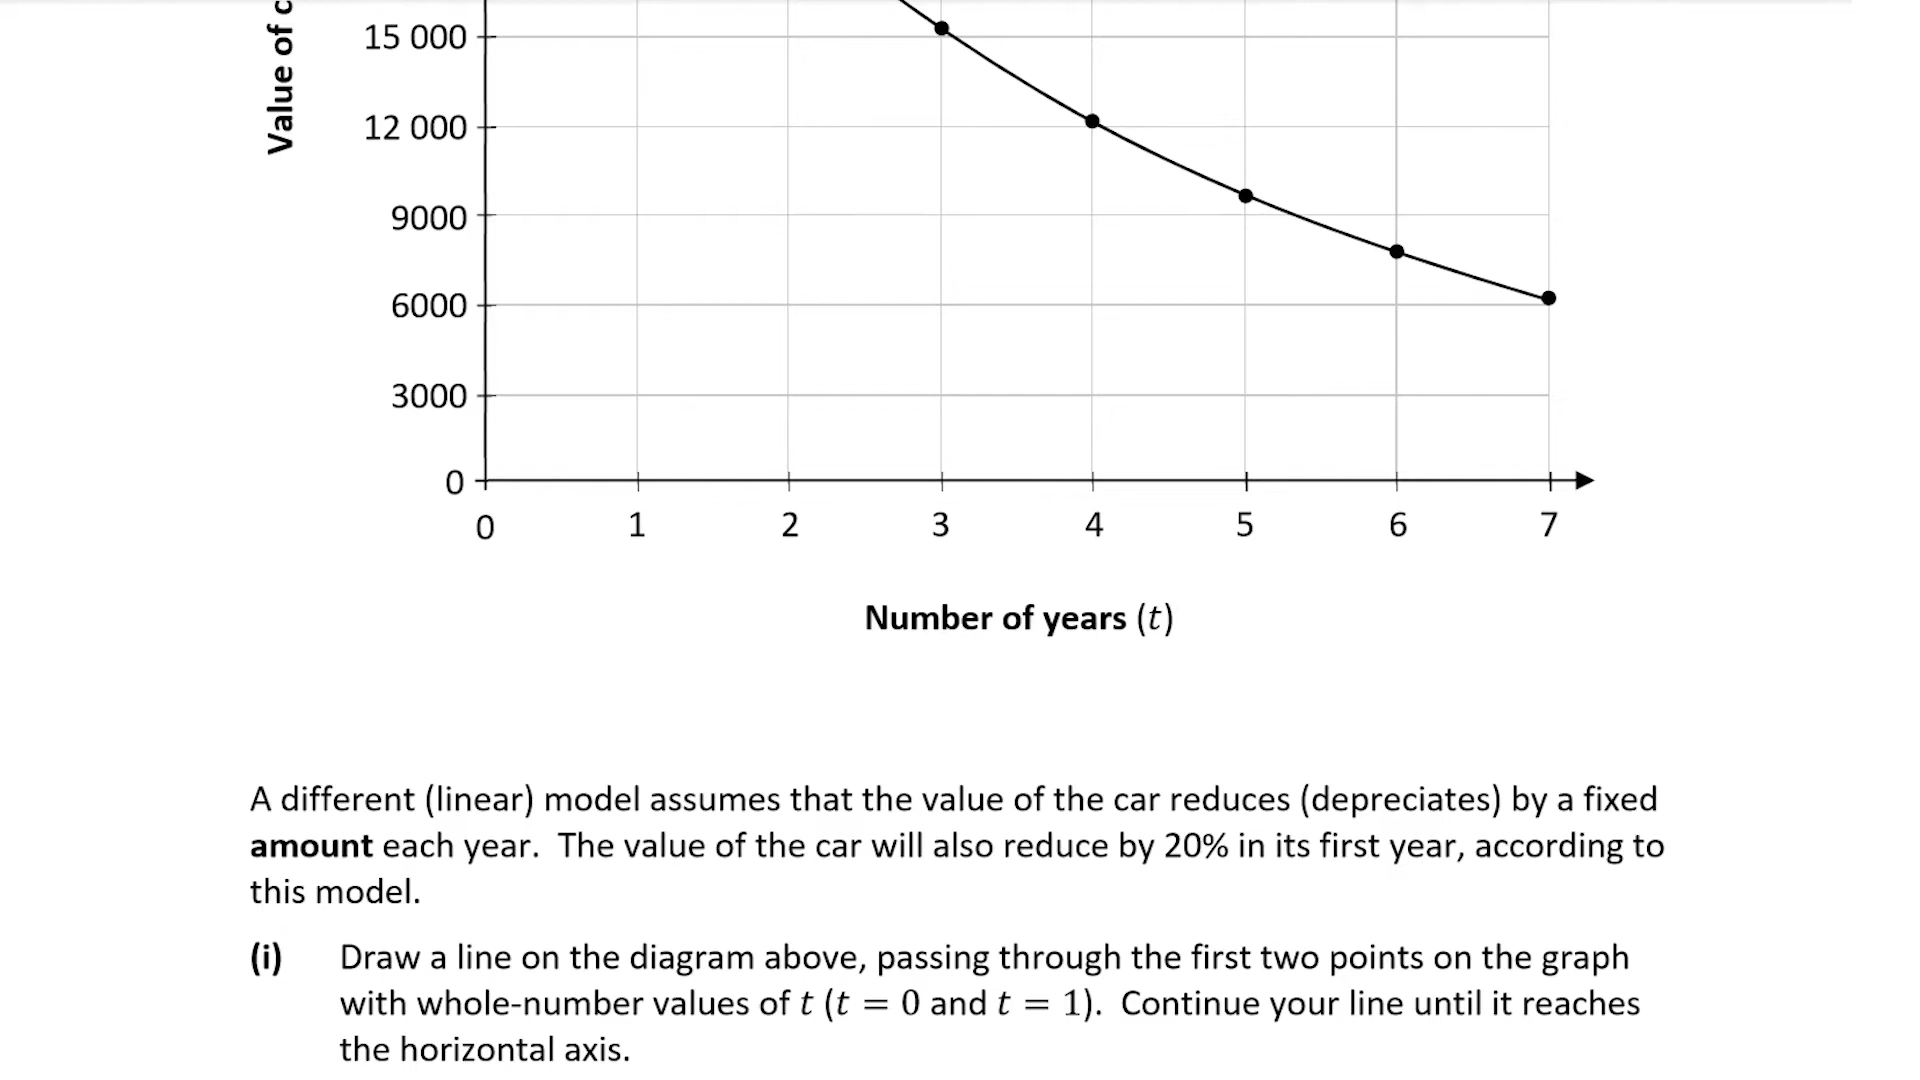 Value of c
15 000
12 000
9000
6000
3000
0
0 1 2 3 4 5 6 7
Number of years (t)
A different (linear) model assumes that the value of the car reduces (depreciates) by a fixed
amount each year. The value of the car will also reduce by 20% in its first year, according to
this model.
(i) Draw a line on the diagram above, passing through the first two points on the graph
with whole-number values of t (t = 0 and t = 1). Continue your line until it reaches
the horizontal axis.